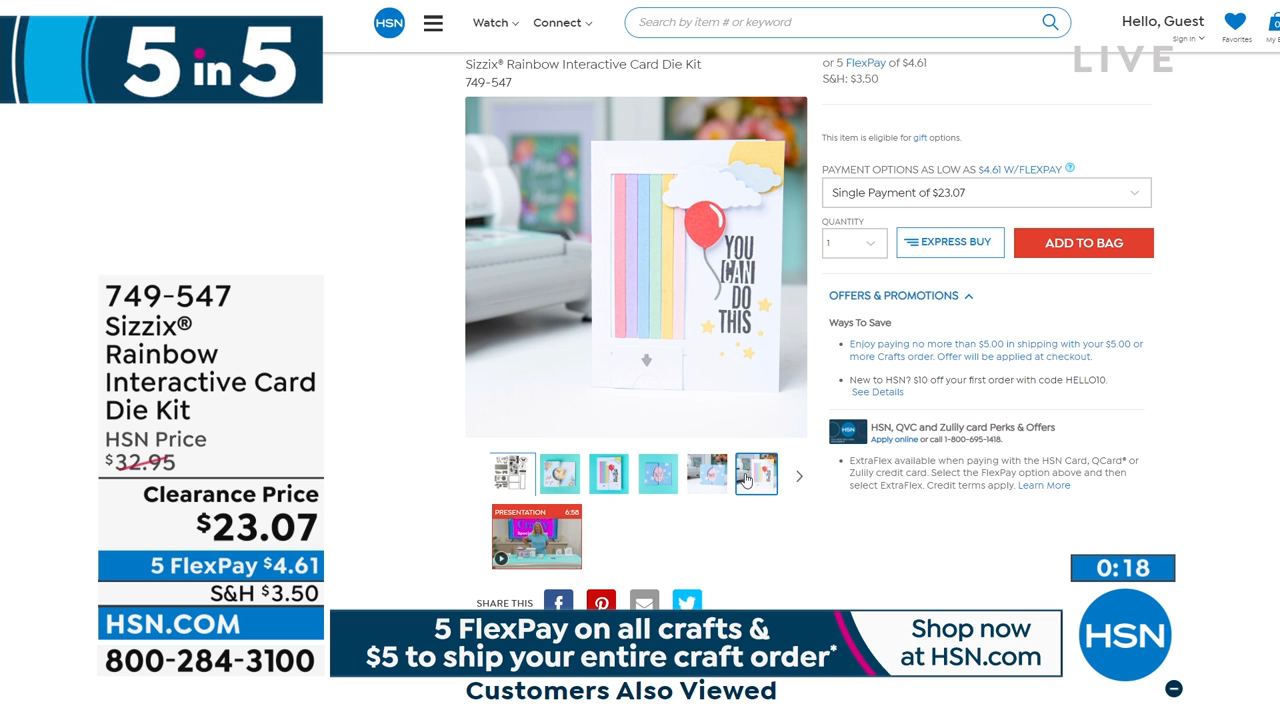 5 in 5
HSN
Watch
Connect
Search by item # or keyword
Hello, Guest
Sign In
Favorites
LIVE
Sizzix® Rainbow Interactive Card Die Kit
749-547
or 5 FlexPay of $4.61
S&H: $3.50
This item is eligible for gift options.
PAYMENT OPTIONS AS LOW AS $4.61 W/FLEXPAY ?
Single Payment of $23.07
QUANTITY
1
EXPRESS BUY
ADD TO BAG
YOU
CAN
DO
THIS
OFFERS & PROMOTIONS
Ways To Save
Enjoy paying no more than $5.00 in shipping with your $5.00 or
more Crafts order. Offer will be applied at checkout.
New to HSN? $10 off your first order with code HELLO10.
See Details
HSN, QVC and Zulily card Perks & Offers
Apply online or call 1-800-695-1418.
ExtraFlex available when paying with the HSN Card, QCard® or
Zulily credit card. Select the FlexPay option above and then
select ExtraFlex. Credit terms apply. Learn More
PRESENTATION 6:58
SHARE THIS
749-547
Sizzix®
Rainbow
Interactive Card
Die Kit
HSN Price
$32.95
Clearance Price
$23.07
5 FlexPay $4.61
S&H $3.50
HSN.COM
800-284-3100
0:18
HSN
5 FlexPay on all crafts &
$5 to ship your entire craft order*
Shop now
at HSN.com
Customers Also Viewed